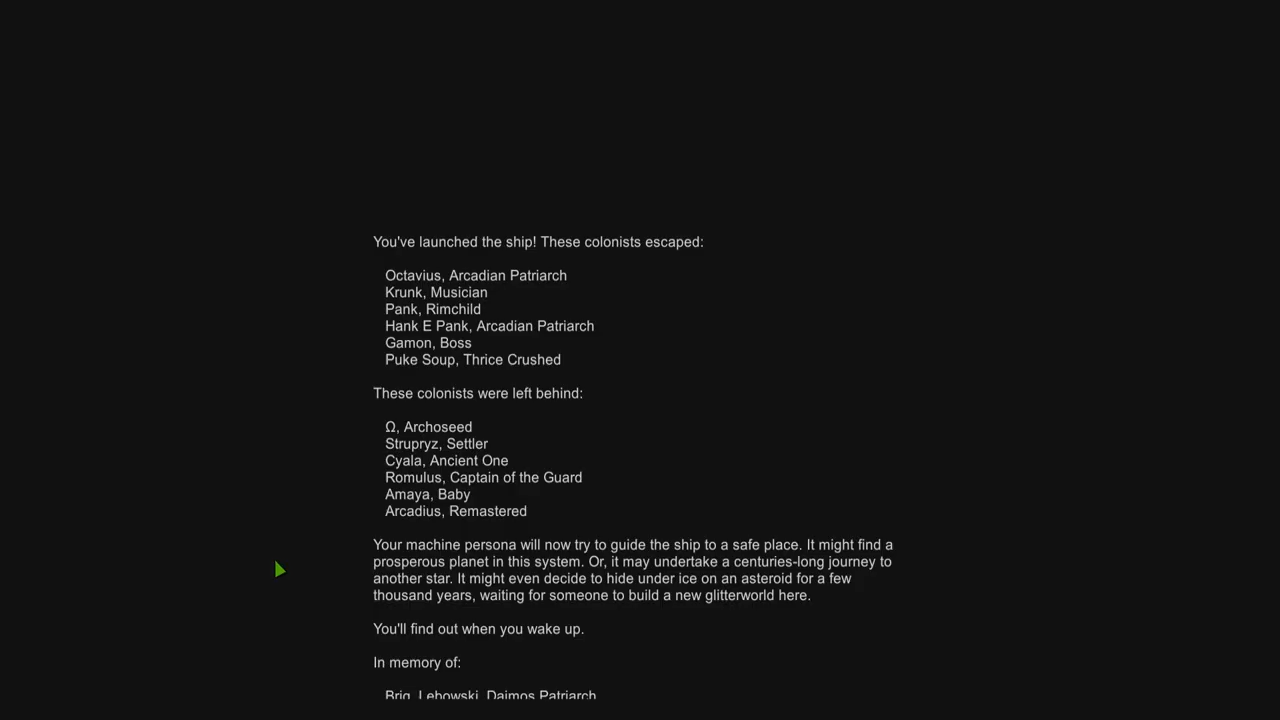 You've launched the ship! These colonists escaped:
Octavius, Arcadian Patriarch
Krunk, Musician
Pank, Rimchild
Hank E Pank, Arcadian Patriarch
Gamon, Boss
Puke Soup, Thrice Crushed
These colonists were left behind:
Ω, Archoseed
Strupryz, Settler
Cyala, Ancient One
Romulus, Captain of the Guard
Amaya, Baby
Arcadius, Remastered
Your machine persona will now try to guide the ship to a safe place. It might find a
prosperous planet in this system. Or, it may undertake a centuries-long journey to
another star. It might even decide to hide under ice on an asteroid for a few
thousand years, waiting for someone to build a new glitterworld here.
You'll find out when you wake up.
In memory of:
Brig, Lebowski, Daimos Patriarch